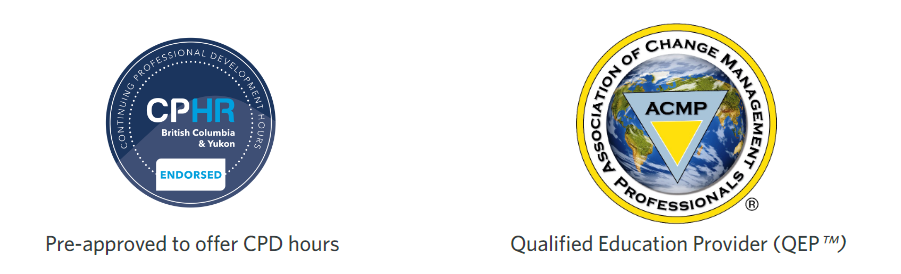 CONTINUING PROFESSIONAL DEVELOPMENT HOURS
CPHR
British Columbia
& Yukon
ENDORSED
Pre-approved to offer CPD hours
ASSOCIATION OF CHANGE MANAGEMENT
PROFESSIONALS
ACMP
®
Qualified Education Provider (QEP™)